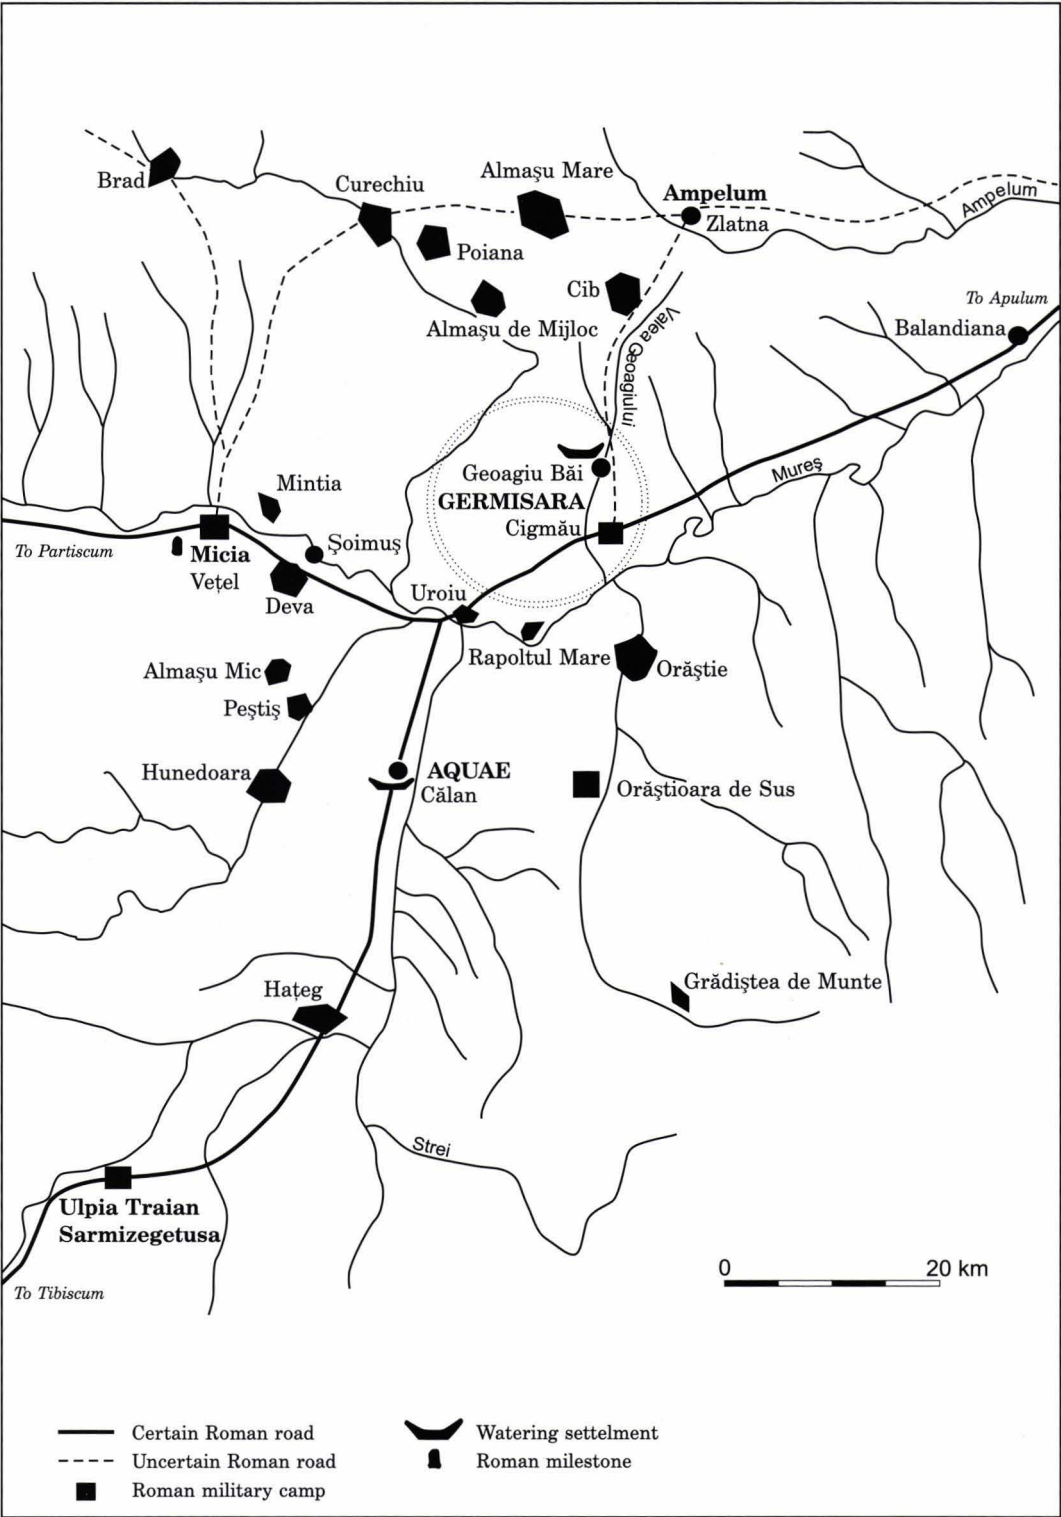 Brad
Curechiu
Almaşu Mare
Ampelum
Zlatna
Ampelum
Poiana
Cib
To Apulum
Almaşu de Mijloc
Valea Geoagiului
Balandiana
Geoagiu Băi
GERMISARA
Cigmău
Mureş
Mintia
Şoimuş
To Partiscum
Micia
Veţel
Deva
Uroiu
Rapoltul Mare
Orăştie
Almaşu Mic
Peştiş
Hunedoara
AQUAE
Călan
Orăştioara de Sus
Haţeg
Grădiştea de Munte
Strei
Ulpia Traian
Sarmizegetusa
To Tibiscum
0 20 km
Certain Roman road
Uncertain Roman road
Roman military camp
Watering settelment
Roman milestone